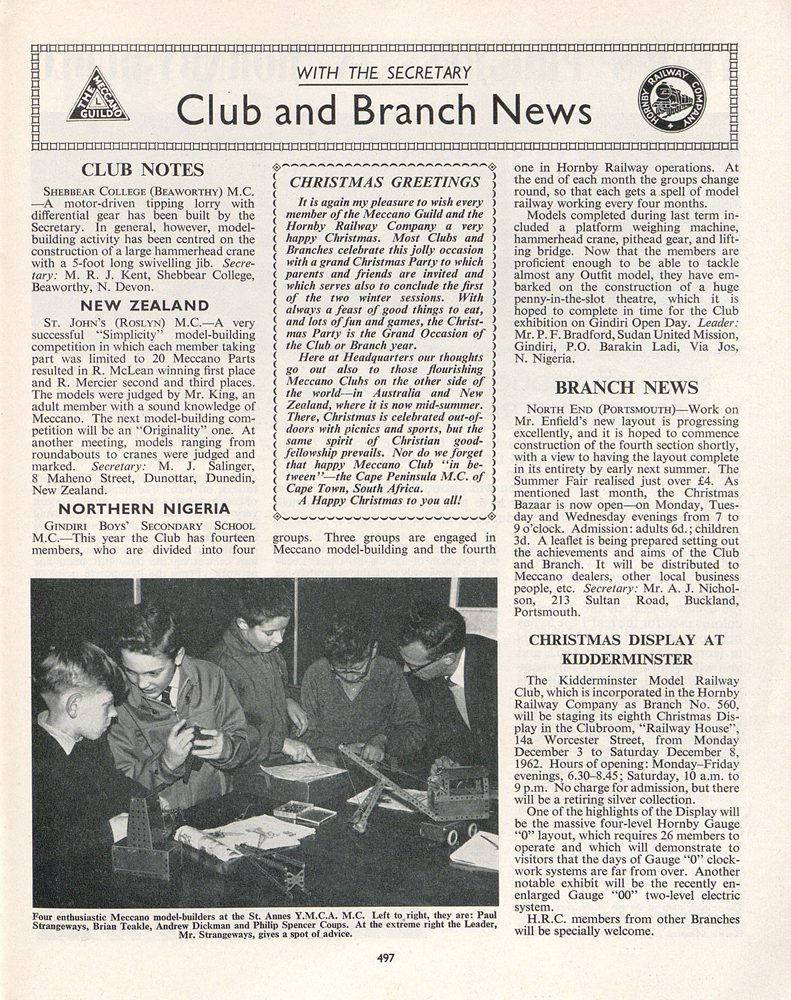 THE MECCANO GUILD
WITH THE SECRETARY
Club and Branch News
HORNBY RAILWAY COMPANY
CLUB NOTES
SHEBBEAR COLLEGE (BEAWORTHY) M.C.
—A motor-driven tipping lorry with
differential gear has been built by the
Secretary. In general, however, model-
building activity has been centred on the
construction of a large hammerhead crane
with a 5-foot long swivelling jib. Secre-
tary: M. R. J. Kent, Shebbear College,
Beaworthy, N. Devon.
NEW ZEALAND
ST. JOHN'S (ROSLYN) M.C.—A very
successful "Simplicity" model-building
competition in which each member taking
part was limited to 20 Meccano Parts
resulted in R. McLean winning first place
and R. Mercier second and third places.
The models were judged by Mr. King, an
adult member with a sound knowledge of
Meccano. The next model-building com-
petition will be an "Originality" one. At
another meeting, models ranging from
roundabouts to cranes were judged and
marked. Secretary: M. J. Salinger,
8 Maheno Street, Dunottar, Dunedin,
New Zealand.
NORTHERN NIGERIA
GINDIRI BOYS' SECONDARY SCHOOL
M.C.—This year the Club has fourteen
members, who are divided into four
CHRISTMAS GREETINGS
It is again my pleasure to wish every
member of the Meccano Guild and the
Hornby Railway Company a very
happy Christmas. Most Clubs and
Branches celebrate this jolly occasion
with a grand Christmas Party to which
parents and friends are invited and
which serves also to conclude the first
of the two winter sessions. With
always a feast of good things to eat,
and lots of fun and games, the Christ-
mas Party is the Grand Occasion of
the Club or Branch year.
Here at Headquarters our thoughts
go out also to those flourishing
Meccano Clubs on the other side of
the world—in Australia and New
Zealand, where it is now mid-summer.
There, Christmas is celebrated out-of-
doors with picnics and sports, but the
same spirit of Christian good-
fellowship prevails. Nor do we forget
that happy Meccano Club "in be-
tween"—the Cape Peninsula M.C. of
Cape Town, South Africa.
A Happy Christmas to you all!
groups. Three groups are engaged in
Meccano model-building and the fourth
one in Hornby Railway operations. At
the end of each month the groups change
round, so that each gets a spell of model
railway working every four months.
Models completed during last term in-
cluded a platform weighing machine,
hammerhead crane, pithead gear, and lift-
ing bridge. Now that the members are
proficient enough to be able to tackle
almost any Outfit model, they have em-
barked on the construction of a huge
penny-in-the-slot theatre, which it is
hoped to complete in time for the Club
exhibition on Gindiri Open Day. Leader:
Mr. P. F. Bradford, Sudan United Mission,
Gindiri, P.O. Barakin Ladi, Via Jos,
N. Nigeria.
BRANCH NEWS
NORTH END (PORTSMOUTH)—Work on
Mr. Enfield's new layout is progressing
excellently, and it is hoped to commence
construction of the fourth section shortly,
with a view to having the layout complete
in its entirety by early next summer. The
Summer Fair realised just over £4. As
mentioned last month, the Christmas
Bazaar is now open—on Monday, Tues-
day and Wednesday evenings from 7 to
9 o'clock. Admission: adults 6d.; children
3d. A leaflet is being prepared setting out
the achievements and aims of the Club
and Branch. It will be distributed to
Meccano dealers, other local business
people, etc. Secretary: Mr. A. J. Nichol-
son, 213 Sultan Road, Buckland,
Portsmouth.
CHRISTMAS DISPLAY AT
KIDDERMINSTER
The Kidderminster Model Railway
Club, which is incorporated in the Hornby
Railway Company as Branch No. 560,
will be staging its eighth Christmas Dis-
play in the Clubroom, "Railway House",
14a Worcester Street, from Monday
December 3 to Saturday December 8,
1962. Hours of opening: Monday–Friday
evenings, 6.30–8.45; Saturday, 10 a.m. to
9 p.m. No charge for admission, but there
will be a retiring silver collection.
One of the highlights of the Display will
be the massive four-level Hornby Gauge
"0" layout, which requires 26 members to
operate and which will demonstrate to
visitors that the days of Gauge "0" clock-
work systems are far from over. Another
notable exhibit will be the recently en-
enlarged Gauge "00" two-level electric
system.
H.R.C. members from other Branches
will be specially welcome.
Four enthusiastic Meccano model-builders at the St. Annes Y.M.C.A. M.C. Left to right, they are: Paul
Strangeways, Brian Teakle, Andrew Dickman and Philip Spencer Coups. At the extreme right the Leader,
Mr. Strangeways, gives a spot of advice.
497